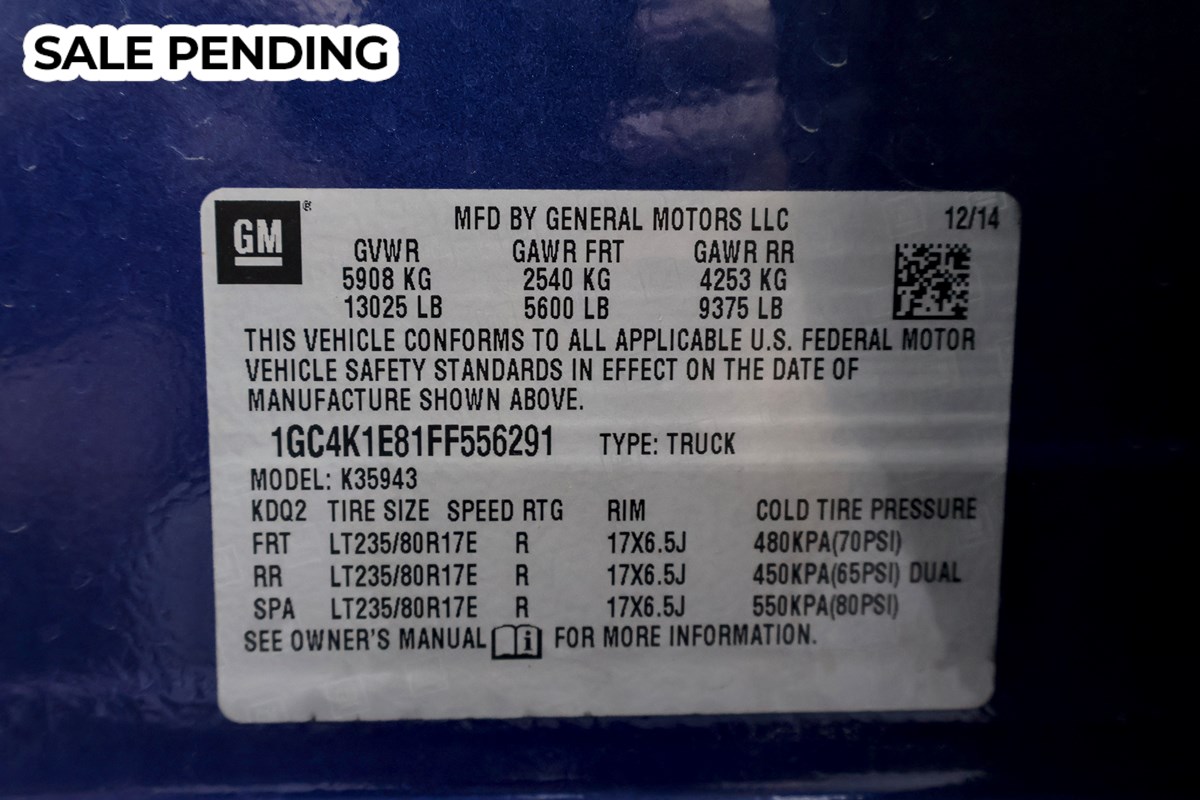 SALE PENDING
GM ®
MFD BY GENERAL MOTORS LLC 12/14
GVWR GAWR FRT GAWR RR
5908 KG 2540 KG 4253 KG
13025 LB 5600 LB 9375 LB
THIS VEHICLE CONFORMS TO ALL APPLICABLE U.S. FEDERAL MOTOR
VEHICLE SAFETY STANDARDS IN EFFECT ON THE DATE OF
MANUFACTURE SHOWN ABOVE.
1GC4K1E81FF556291 TYPE: TRUCK
MODEL: K35943
KDQ2 TIRE SIZE SPEED RTG RIM COLD TIRE PRESSURE
FRT LT235/80R17E R 17X6.5J 480KPA(70PSI)
RR LT235/80R17E R 17X6.5J 450KPA(65PSI) DUAL
SPA LT235/80R17E R 17X6.5J 550KPA(80PSI)
SEE OWNER'S MANUAL i FOR MORE INFORMATION.